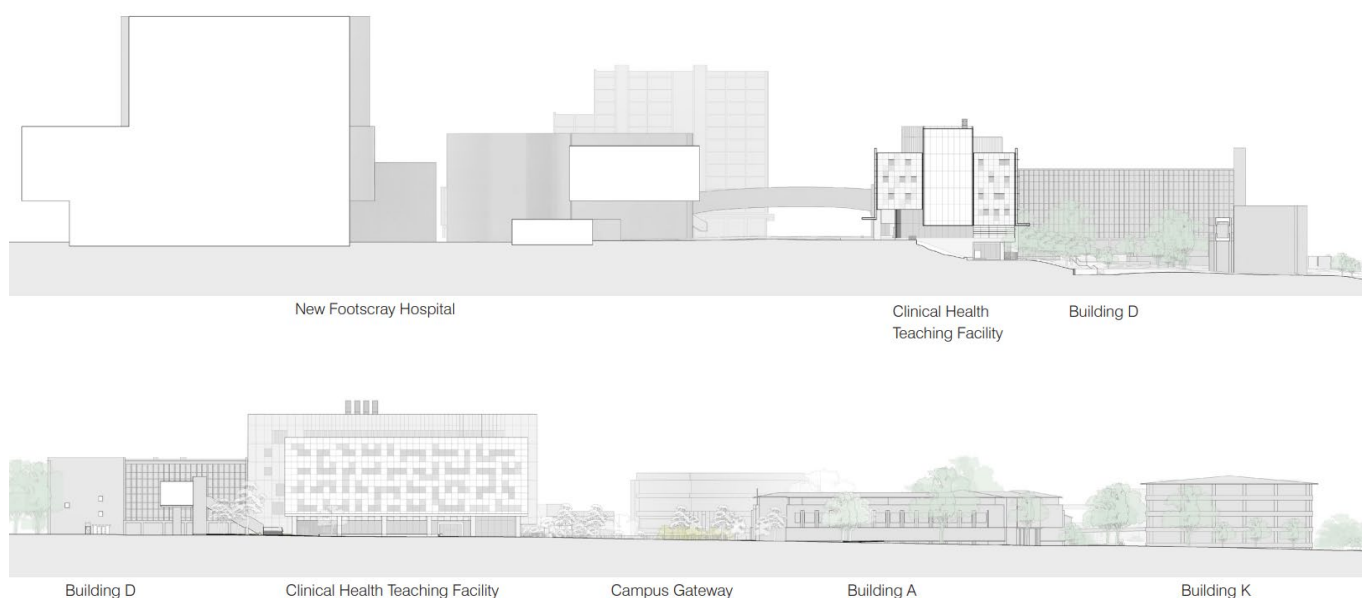 New Footscray Hospital
Clinical Health
Teaching Facility
Building D
Building D
Clinical Health Teaching Facility
Campus Gateway
Building A
Building K